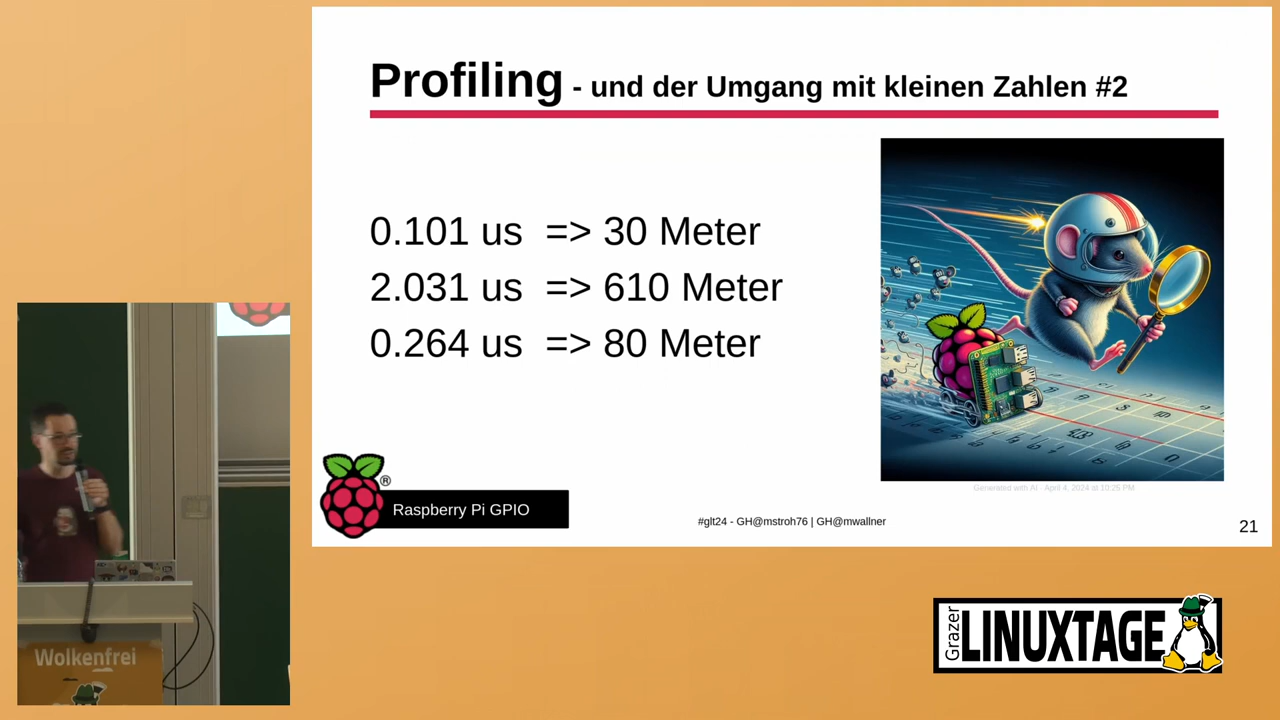 Profiling - und der Umgang mit kleinen Zahlen #2
0.101 us => 30 Meter
2.031 us => 610 Meter
0.264 us => 80 Meter
Generated with AI · April 4, 2024 at 10:25 PM
Raspberry Pi GPIO
®
#glt24 - GH@mstroh76 | GH@mwallner
21
Wolkenfrei
Grazer
LINUXTAGE